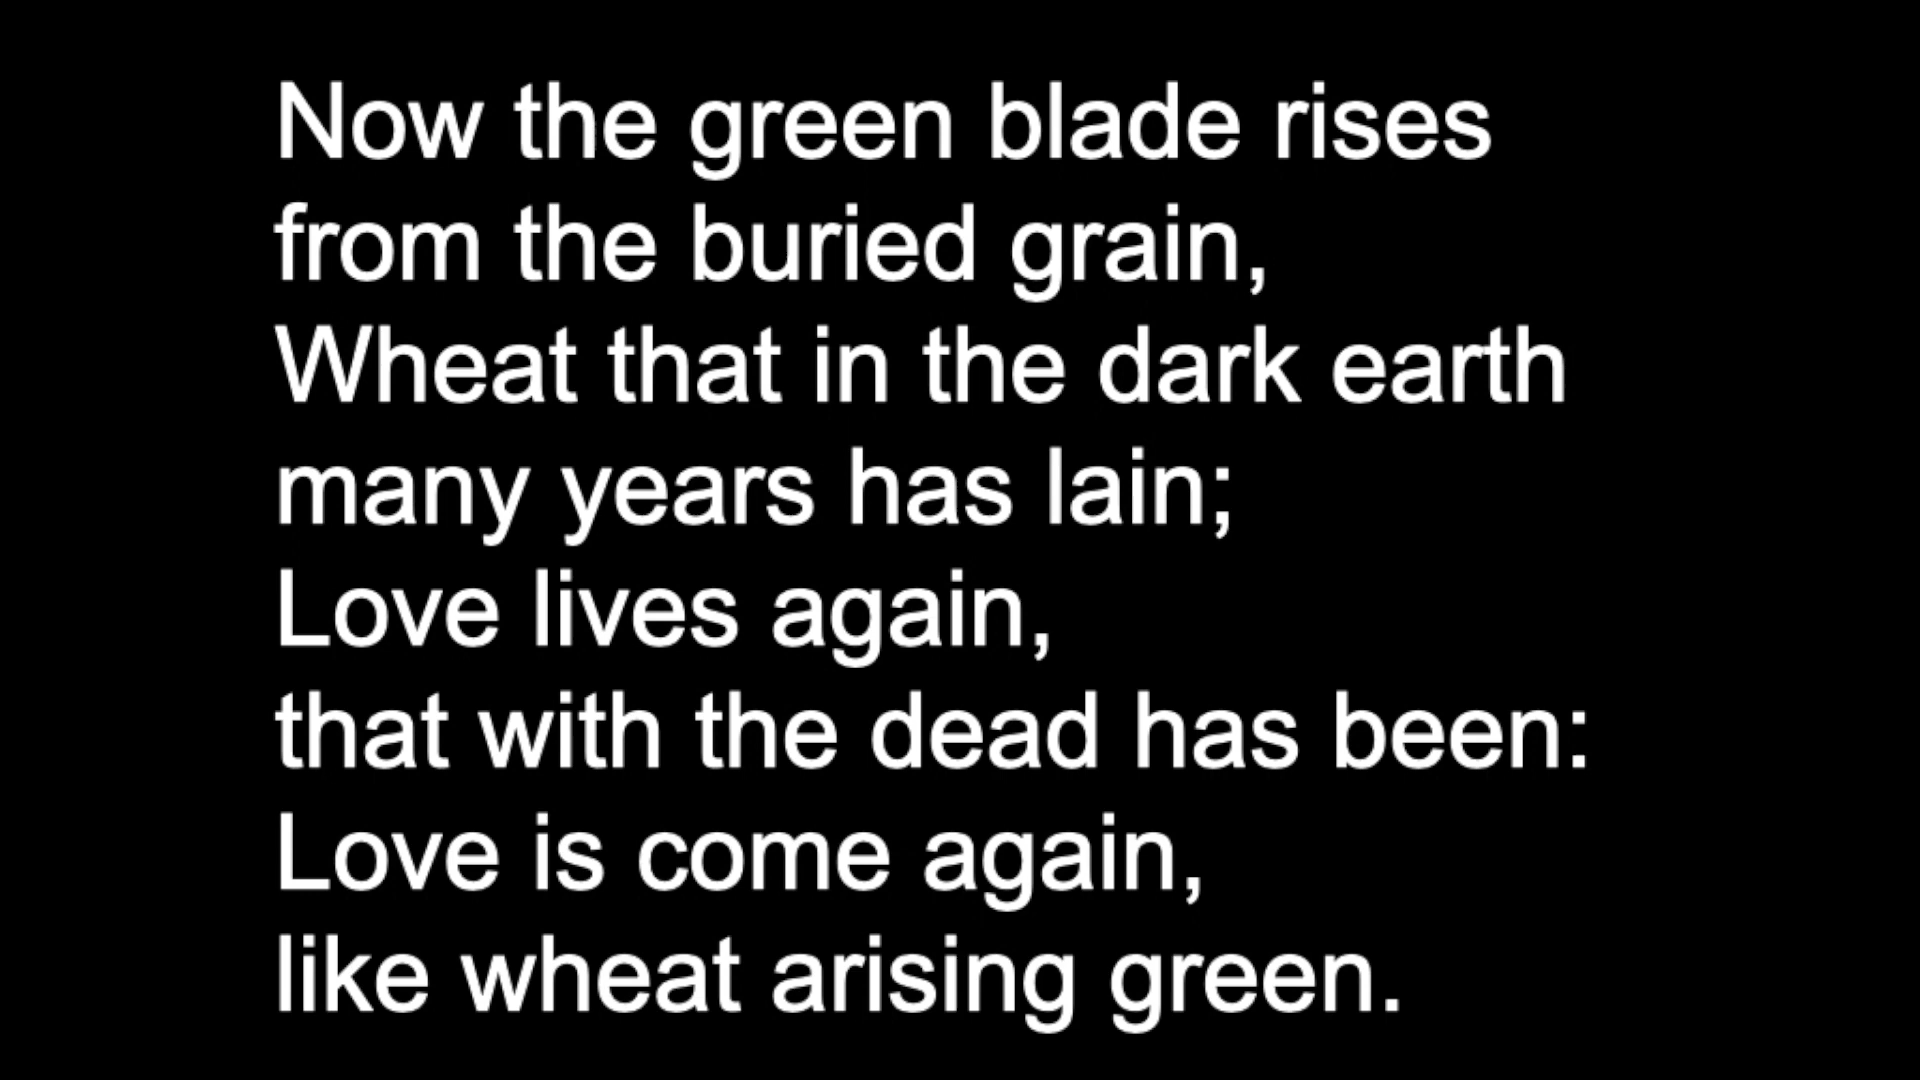 Now the green blade rises
from the buried grain,
Wheat that in the dark earth
many years has lain;
Love lives again,
that with the dead has been:
Love is come again,
like wheat arising green.